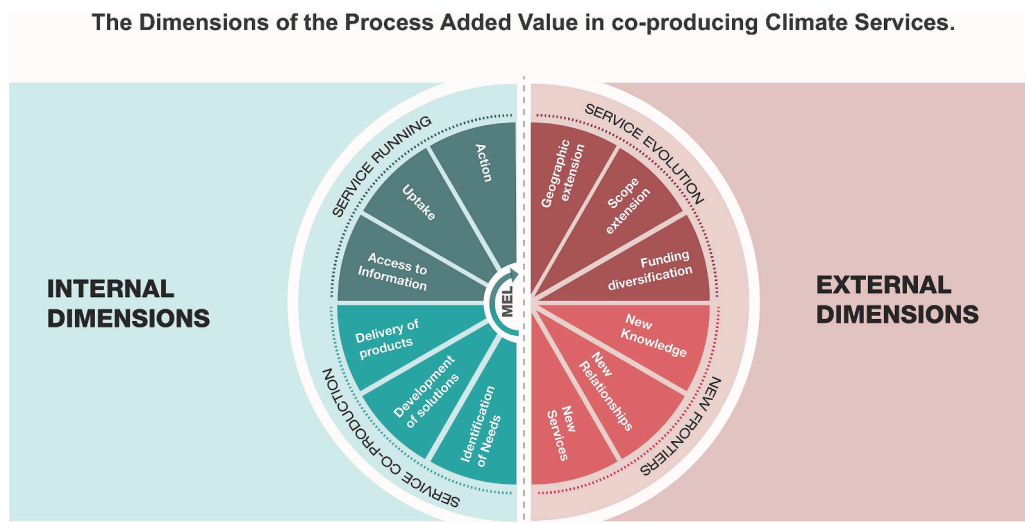 The Dimensions of the Process Added Value in co-producing Climate Services.
INTERNAL
DIMENSIONS
SERVICE RUNNING
Action
Uptake
Access to
Information
MEL
SERVICE CO-PRODUCTION
Delivery of
products
Development
of solutions
Identification
of Needs
SERVICE EVOLUTION
Geographic
extension
Scope
extension
Funding
diversification
NEW FRONTIERS
New
Knowledge
New
Relationships
New
Services
EXTERNAL
DIMENSIONS